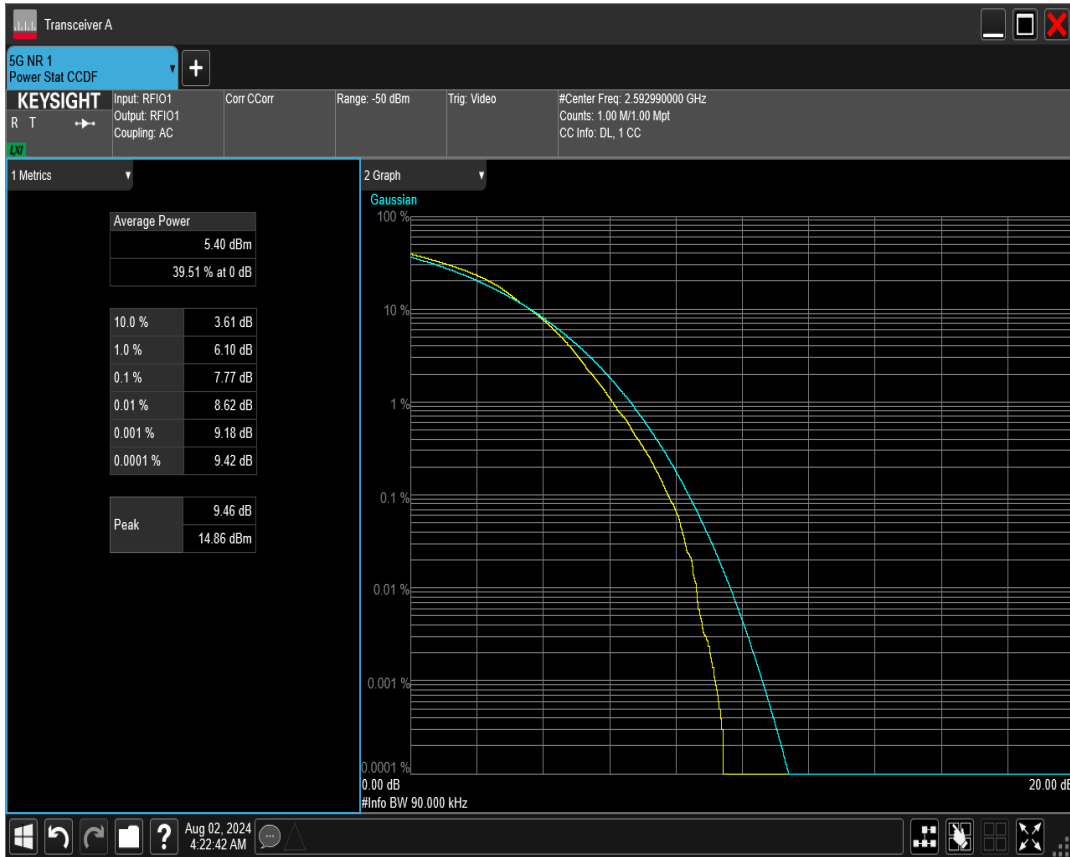 Transceiver A
5G NR 1
Power Stat CCDF
KEYSIGHT
R T
LXI
Input: RFIO1
Output: RFIO1
Coupling: AC
Corr CCorr
Range: -50 dBm
Trig: Video
#Center Freq: 2.592990000 GHz
Counts: 1.00 M/1.00 Mpt
CC Info: DL, 1 CC
1 Metrics
Average Power
5.40 dBm
39.51 % at 0 dB
10.0 % 3.61 dB
1.0 % 6.10 dB
0.1 % 7.77 dB
0.01 % 8.62 dB
0.001 % 9.18 dB
0.0001 % 9.42 dB
Peak
9.46 dB
14.86 dBm
2 Graph
Gaussian
100 %
10 %
1 %
0.1 %
0.01 %
0.001 %
0.0001 %
0.00 dB
20.00 dB
#Info BW 90.000 kHz
?
Aug 02, 2024
4:22:42 AM